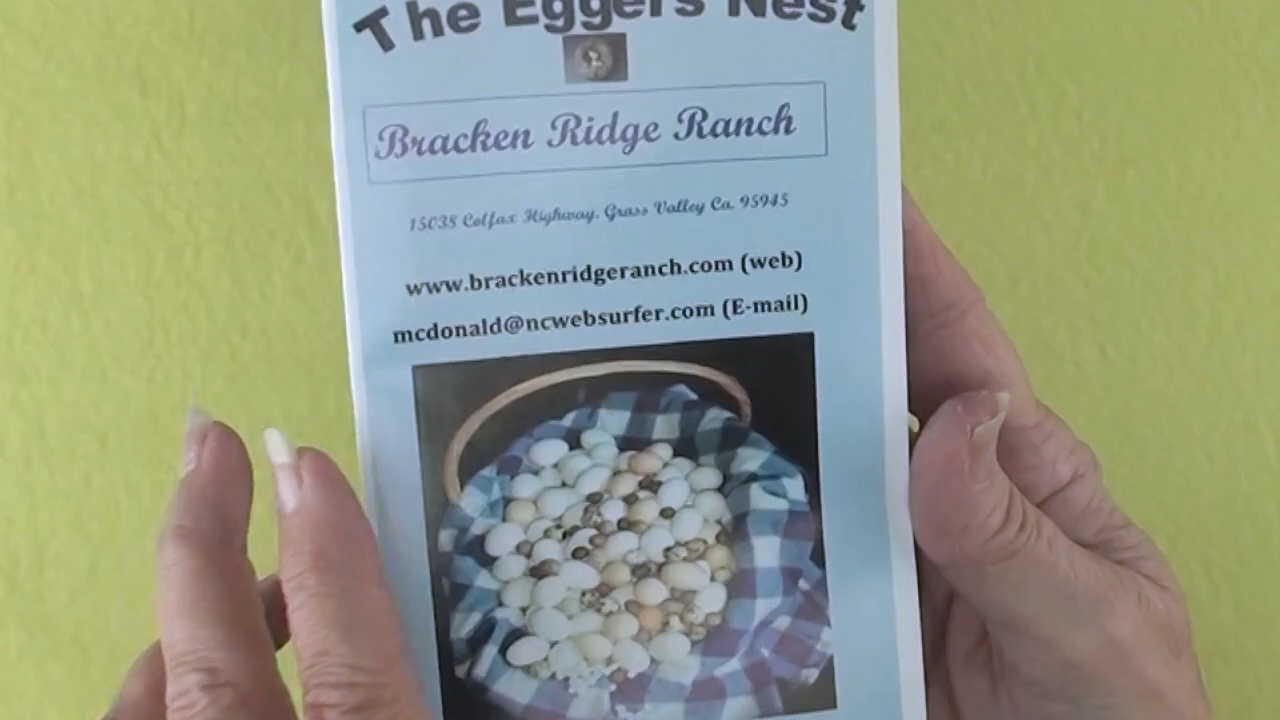 The Eggers Nest
Bracken Ridge Ranch
15038 Colfax Highway. Grass Valley Ca. 95945
www.brackenridgeranch.com (web)
mcdonald@ncwebsurfer.com (E-mail)